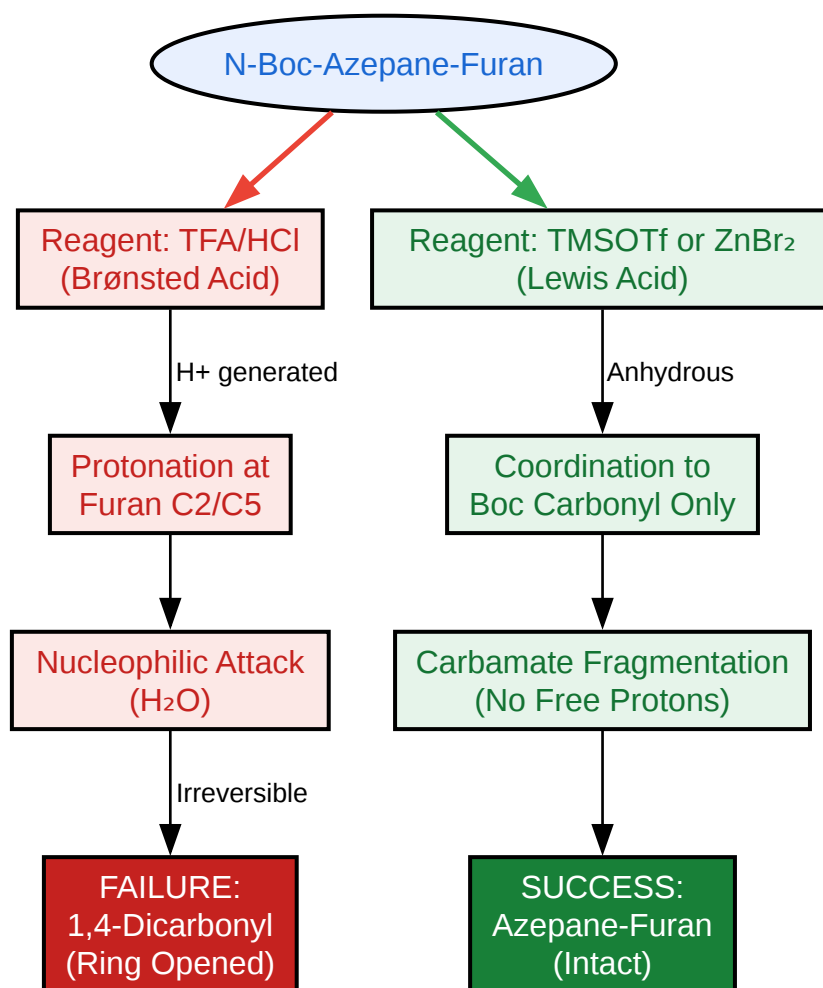 N-Boc-Azepane-Furan
Reagent: TFA/HCl
(Brønsted Acid)
H+ generated
Protonation at
Furan C2/C5
Nucleophilic Attack
(H₂O)
Irreversible
FAILURE:
1,4-Dicarbonyl
(Ring Opened)
Reagent: TMSOTf or ZnBr₂
(Lewis Acid)
Anhydrous
Coordination to
Boc Carbonyl Only
Carbamate Fragmentation
(No Free Protons)
SUCCESS:
Azepane-Furan
(Intact)